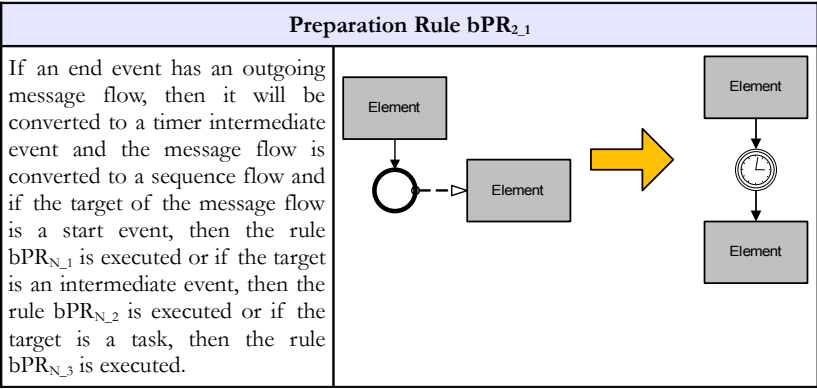 Preparation Rule bPR2_1
If an end event has an outgoing
message flow, then it will be
converted to a timer intermediate
event and the message flow is
converted to a sequence flow and
if the target of the message flow
is a start event, then the rule
bPRN_1 is executed or if the target
is an intermediate event, then the
rule bPRN_2 is executed or if the
target is a task, then the rule
bPRN_3 is executed.
Element
Element
Element
Element